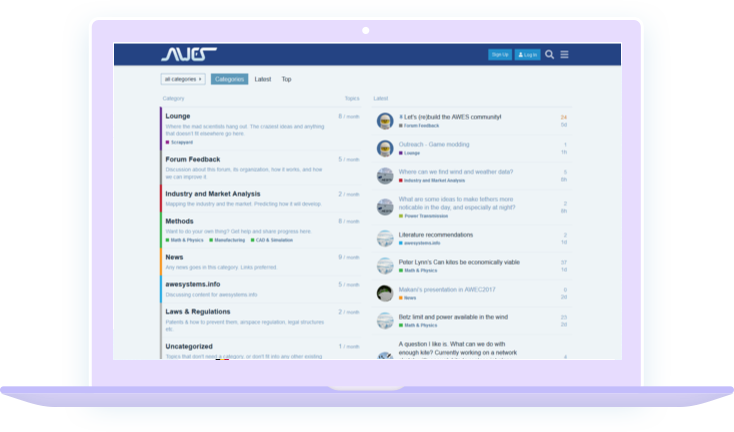 AWES
Sign Up
Log In
all categories
Categories
Latest
Top
Category
Topics
Lounge
6 / month
Where the mad scientists hang out. The craziest ideas and anything
that doesn't fit elsewhere go here.
Scrapyard
Forum Feedback
5 / month
Discussion about this forum, its organisation, how it works, and how
we can improve it.
Industry and Market Analysis
2 / month
Mapping the industry and the market. Predicting how it will develop.
Methods
8 / month
Want to do your own thing? Get help and share progress here.
Math & Physics
Manufacturing
CAD & Simulation
News
9 / month
Any news goes in this category. Links preferred.
awesystems.info
5 / month
Discussing content for awesystems.info
Laws & Regulations
2 / month
Patents & how to prevent them, airspace regulation, legal structures
etc.
Uncategorized
1 / month
Topics that don't need a category, or don't fit into any other existing
Latest
Let's (re)build the AWES community!
24
Forum Feedback
5d
Outreach - Game modding
1
Lounge
1h
Where can we find wind and weather data?
Industry and Market Analysis
8h
What are some ideas to make tethers more
noticable in the day, and especially at night?
2
Power Transmission
8h
Literature recommendations
2
awesystems.info
1d
Peter Lynn's Can kites be economically viable
37
Math & Physics
1d
Makani's presentation in AWEC2017
News
2d
Betz limit and power available in the wind
23
Math & Physics
2d
A question I like is. What can we do with
enough kite? Currently working on a network
4